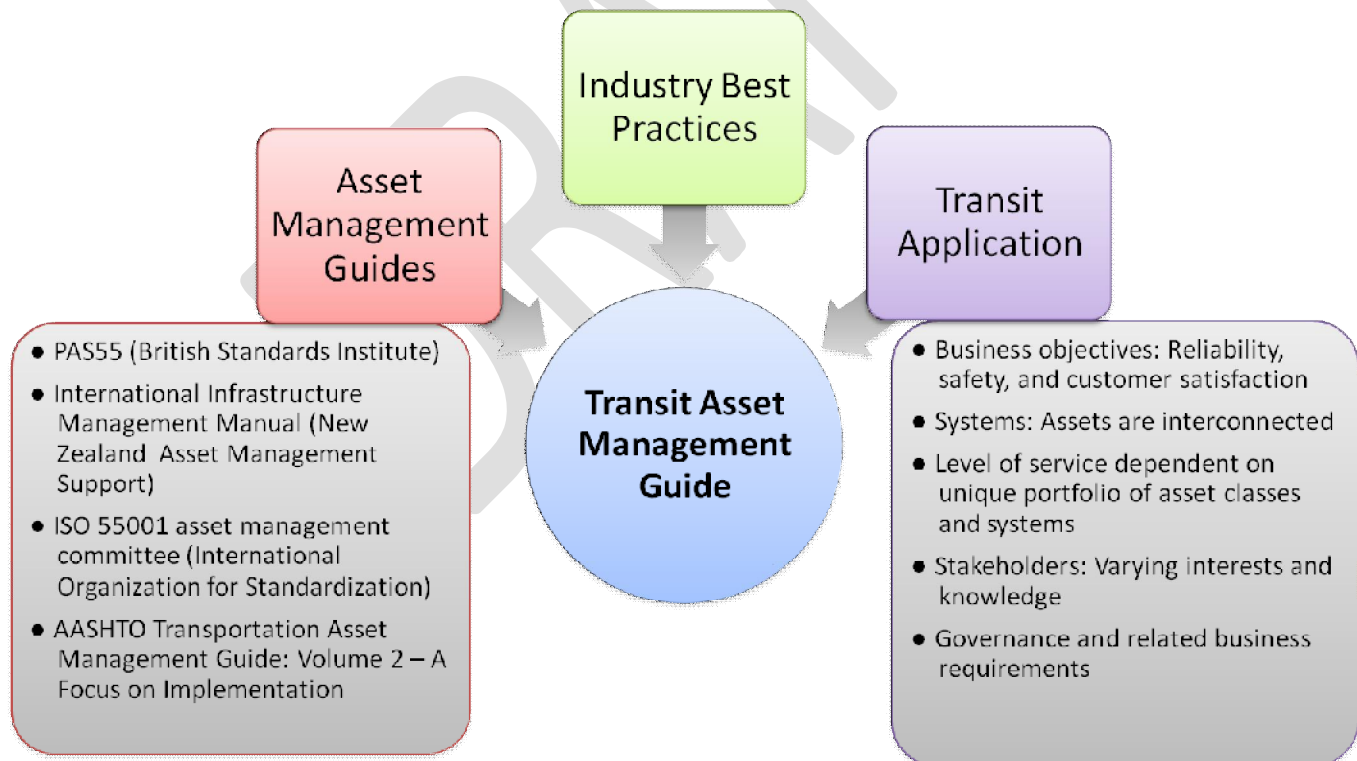 Industry Best
Practices
Asset
Management
Guides
Transit
Application
Transit Asset
Management
Guide
● PAS55 (British Standards Institute)
● International Infrastructure
Management Manual (New
Zealand Asset Management
Support)
● ISO 55001 asset management
committee (International
Organization for Standardization)
● AASHTO Transportation Asset
Management Guide: Volume 2 – A
Focus on Implementation
● Business objectives: Reliability,
safety, and customer satisfaction
● Systems: Assets are interconnected
● Level of service dependent on
unique portfolio of asset classes
and systems
● Stakeholders: Varying interests and
knowledge
● Governance and related business
requirements